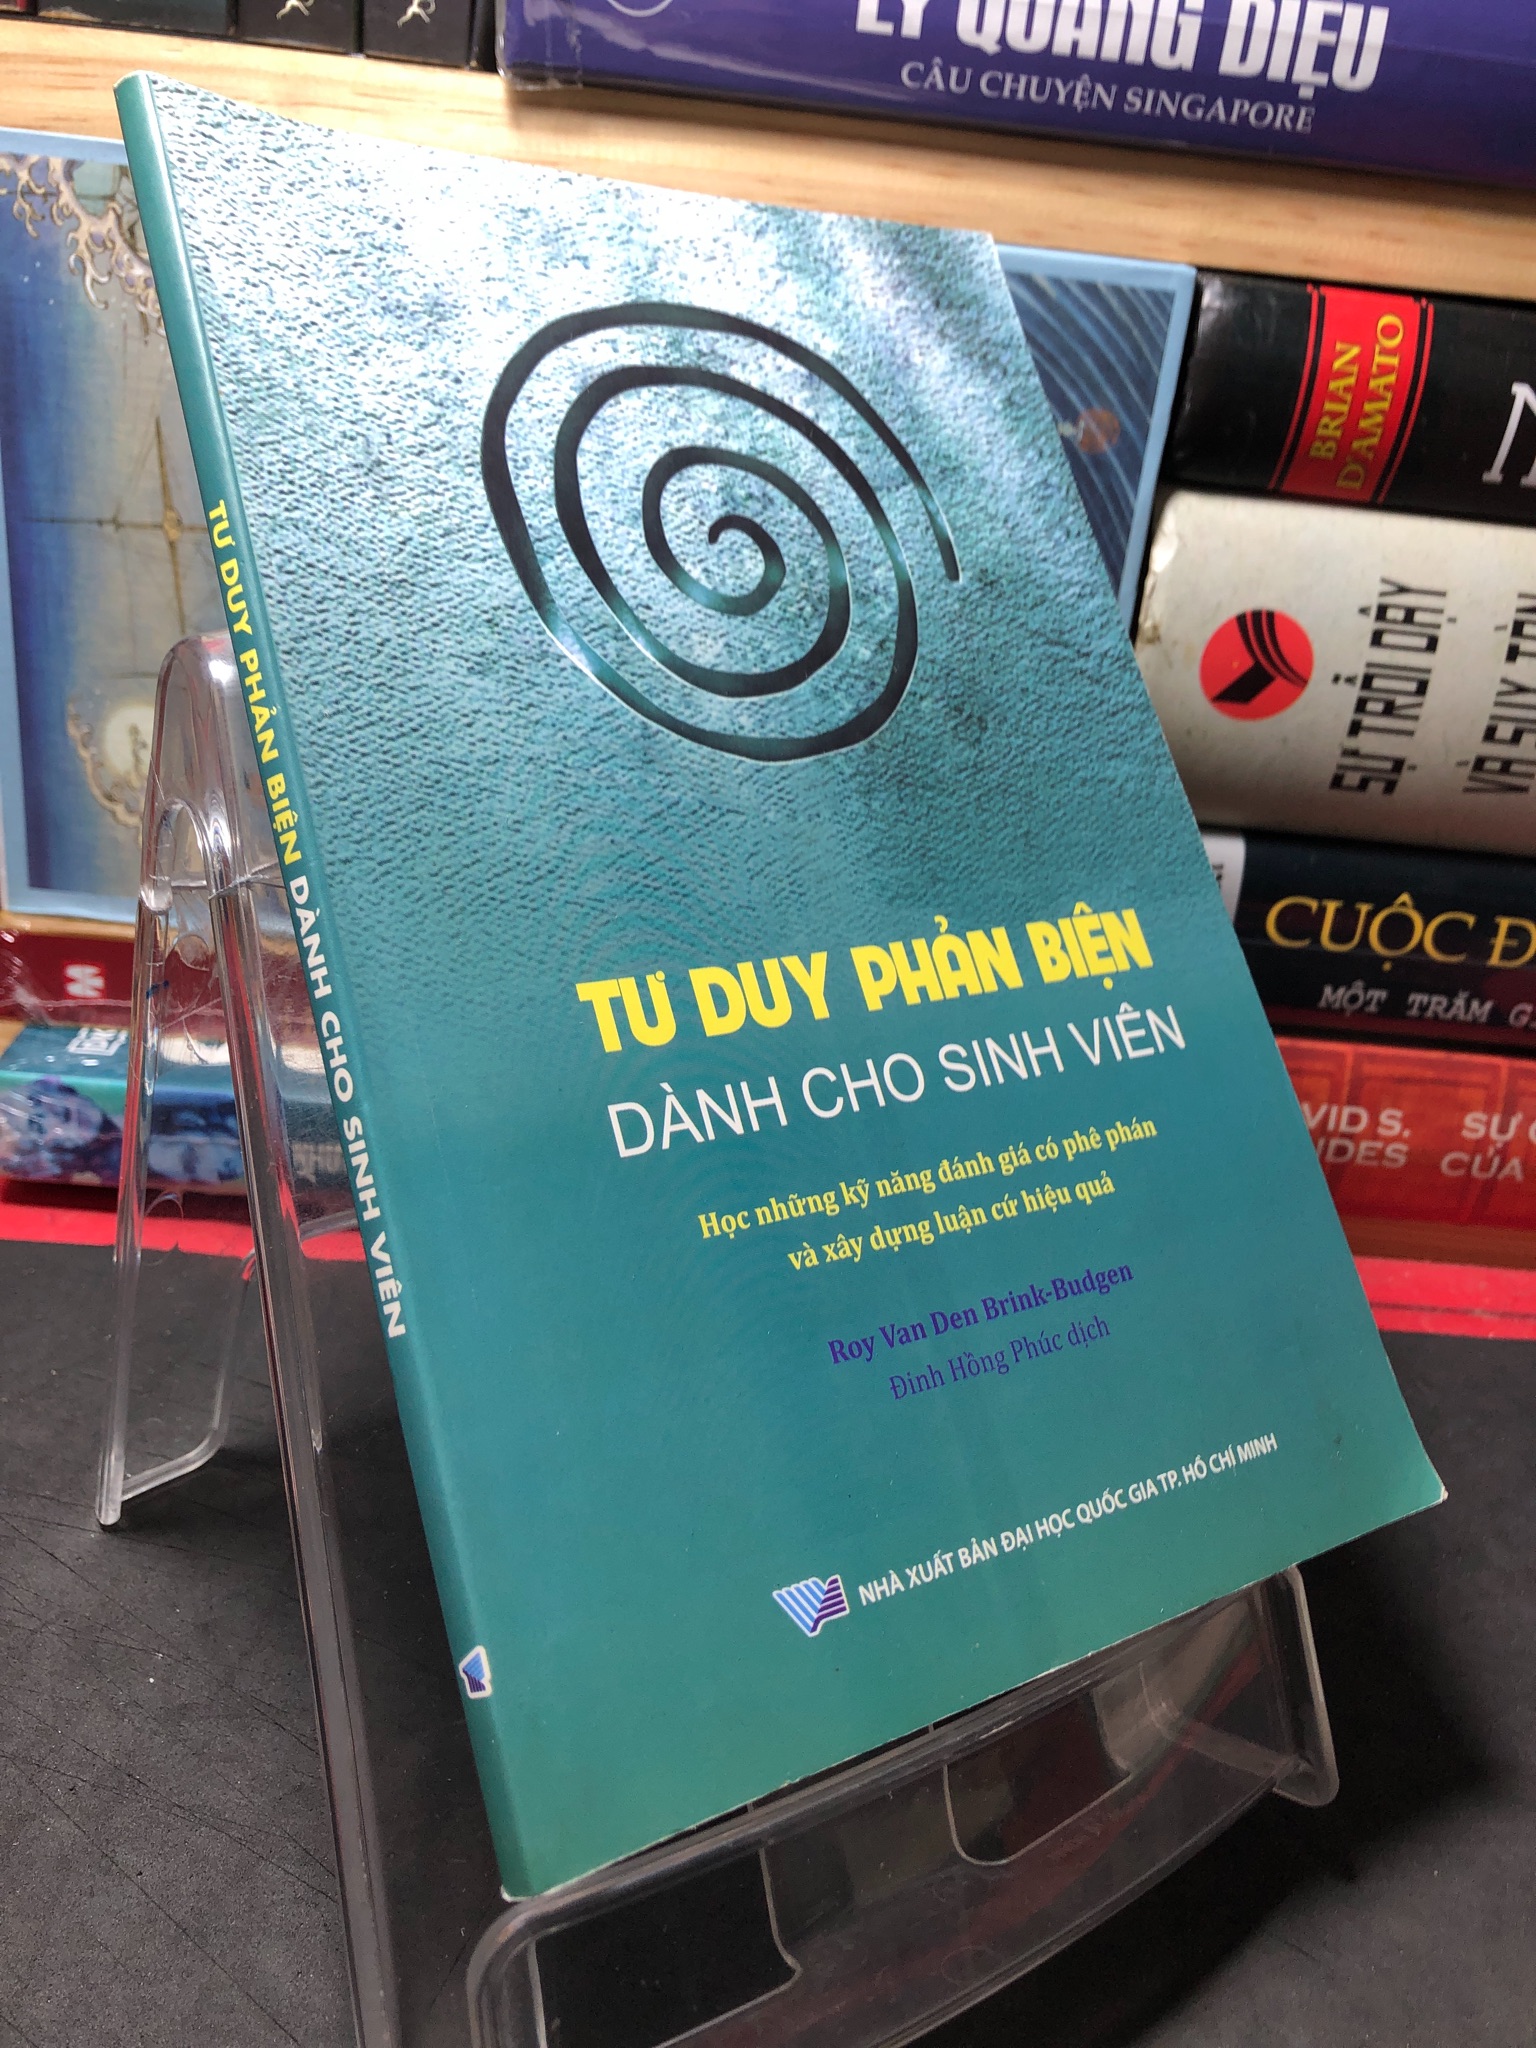 LÝ QUANG DIỆU
CÂU CHUYỆN SINGAPORE
TƯ DUY PHẢN BIỆN DÀNH CHO SINH VIÊN
TƯ DUY PHẢN BIỆN
DÀNH CHO SINH VIÊN
Học những kỹ năng đánh giá có phê phán
và xây dựng luận cứ hiệu quả
Roy Van Den Brink-Budgen
Đinh Hồng Phúc dịch
NHÀ XUẤT BẢN ĐẠI HỌC QUỐC GIA TP. HỒ CHÍ MINH
BRIAN
D'AMATO
SỰ TRỖI DẠY
VÀ SUY TÀN
CUỘC Đ
MỘT TRĂM G
VID S.
NDES
SỰ
CỦA